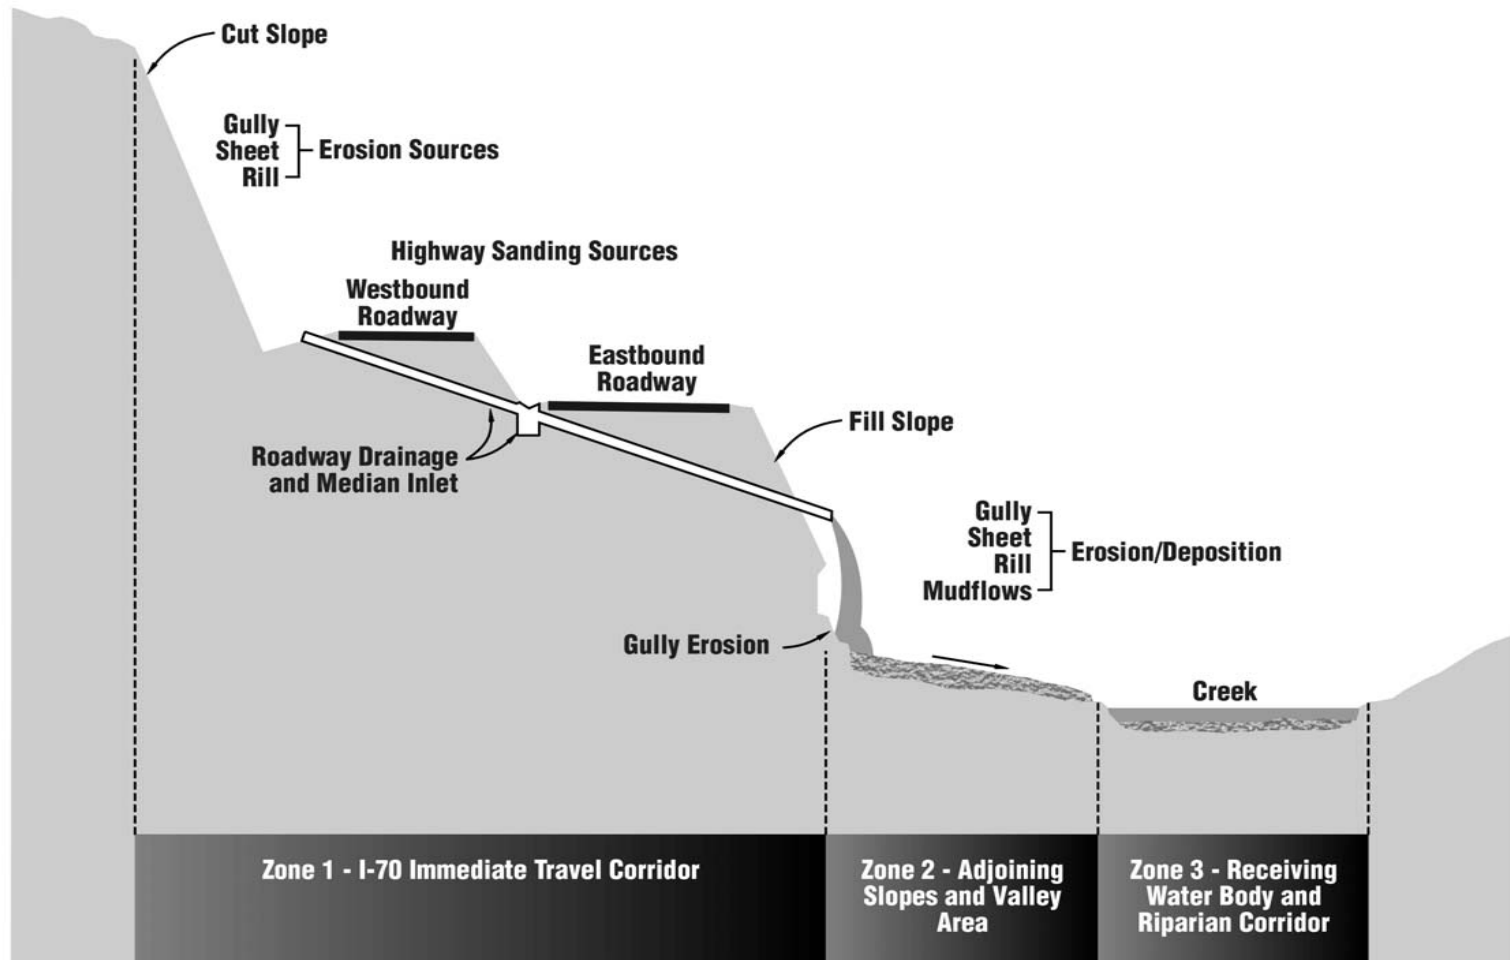 Cut Slope
Gully
Sheet
Rill
Erosion Sources
Highway Sanding Sources
Westbound
Roadway
Eastbound
Roadway
Fill Slope
Roadway Drainage
and Median Inlet
Gully
Sheet
Rill
Mudflows
Erosion/Deposition
Gully Erosion
Creek
Zone 1 - I-70 Immediate Travel Corridor
Zone 2 - Adjoining
Slopes and Valley
Area
Zone 3 - Receiving
Water Body and
Riparian Corridor